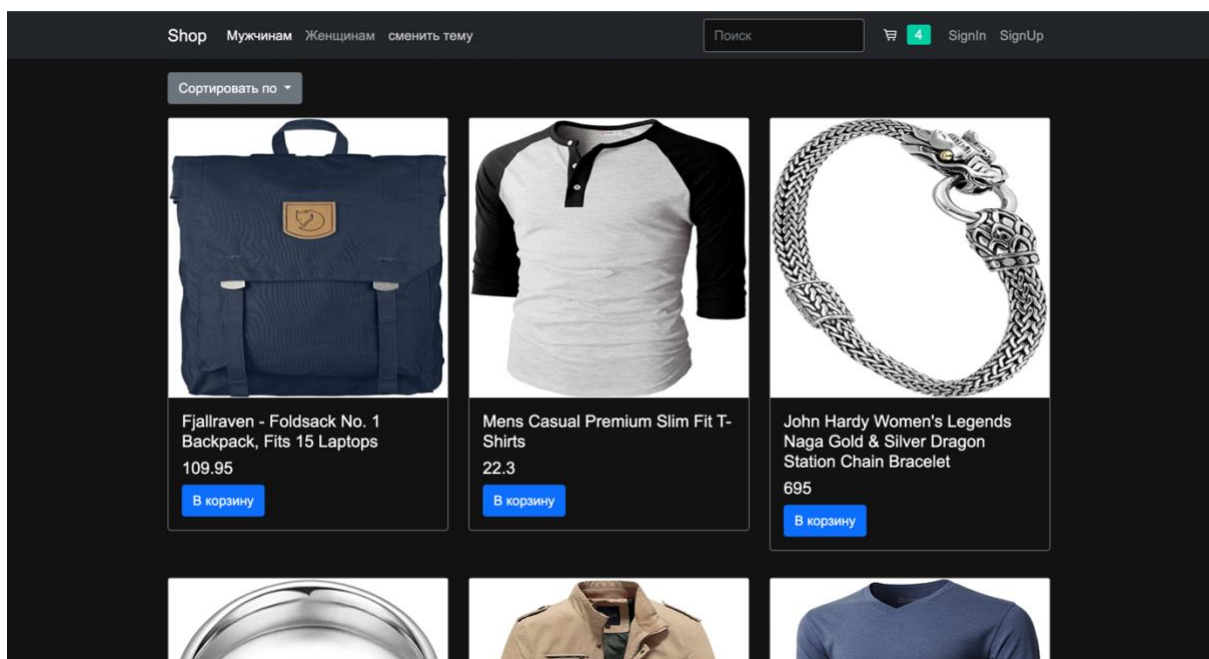 Shop Мужчинам Женщинам сменить тему Поиск 4 SignIn SignUp
Сортировать по
Fjallraven - Foldsack No. 1
Backpack, Fits 15 Laptops
109.95
В корзину
Mens Casual Premium Slim Fit T-
Shirts
22.3
В корзину
John Hardy Women's Legends
Naga Gold & Silver Dragon
Station Chain Bracelet
695
В корзину